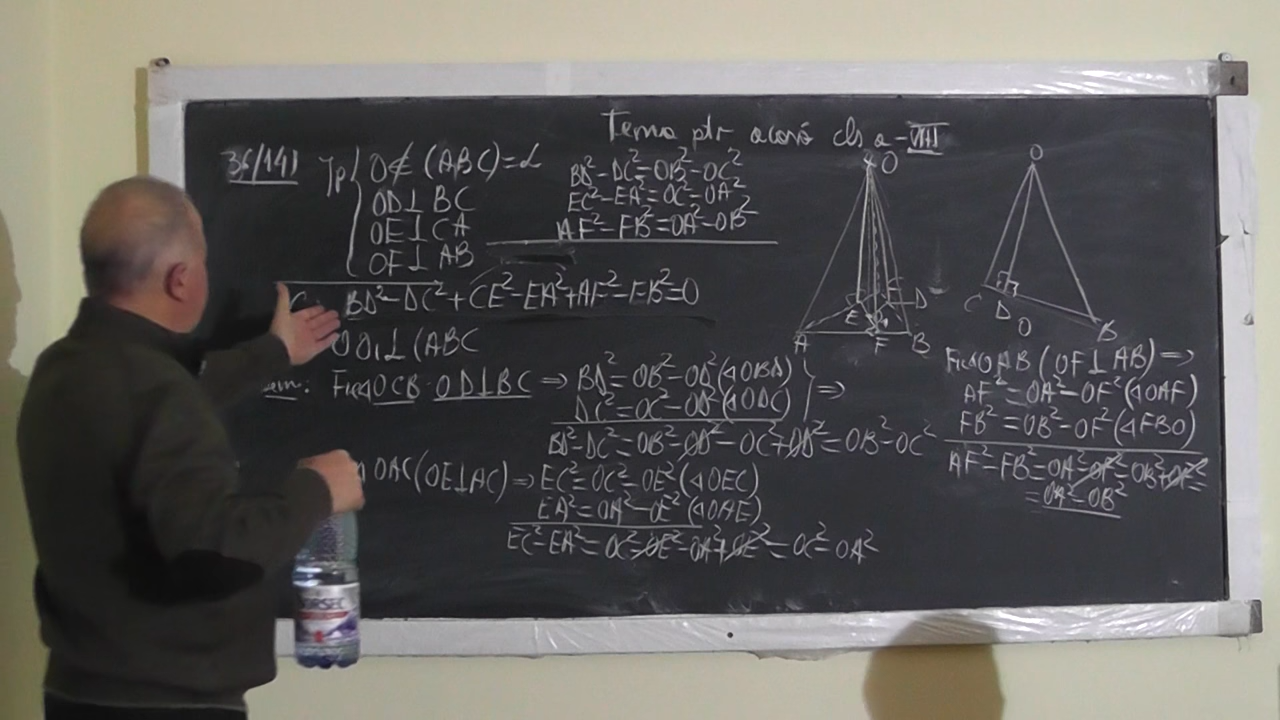 Tema ptr acasă cls a-VIII
36/141
Jp O∉(ABC)=α
OD⊥BC
OE⊥CA
OF⊥AB
BD²-DC²=OB²-OC²
EC²-EA²=OC²-OA²
AF²-FB²=OA²-OB²
BD²-DC²+CE²-EA²+AF²-FB²=0
OO₁⊥(ABC
Dem: Fie ◁OCB OD⊥BC ⇒ BD²=OB²-OD²(◁OBD)
DC²=OC²-OD²(◁ODC) ⇒
BD²-DC²=OB²-OD²-OC²+OD²=OB²-OC²
OAC(OE⊥AC) ⇒ EC²=OC²-OE²(◁OEC)
EA²=OA²-OE²(◁OAE)
EC²-EA²=OC²-OE²-OA²+OE²=OC²-OA²
O
A
E
F
B
D
O
C
D
O
B
Fie ◁OAB (OF⊥AB) ⇒
AF²=OA²-OF²(◁OAF)
FB²=OB²-OF²(◁FBO)
AF²-FB²=OA²-OF²-OB²+OF²=
=OA²-OB²